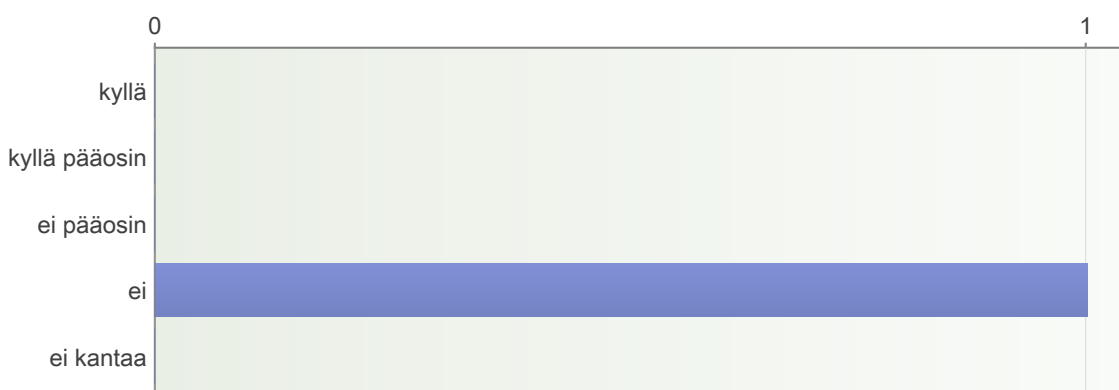 0 1
kyllä
kyllä pääosin
ei pääosin
ei
ei kantaa